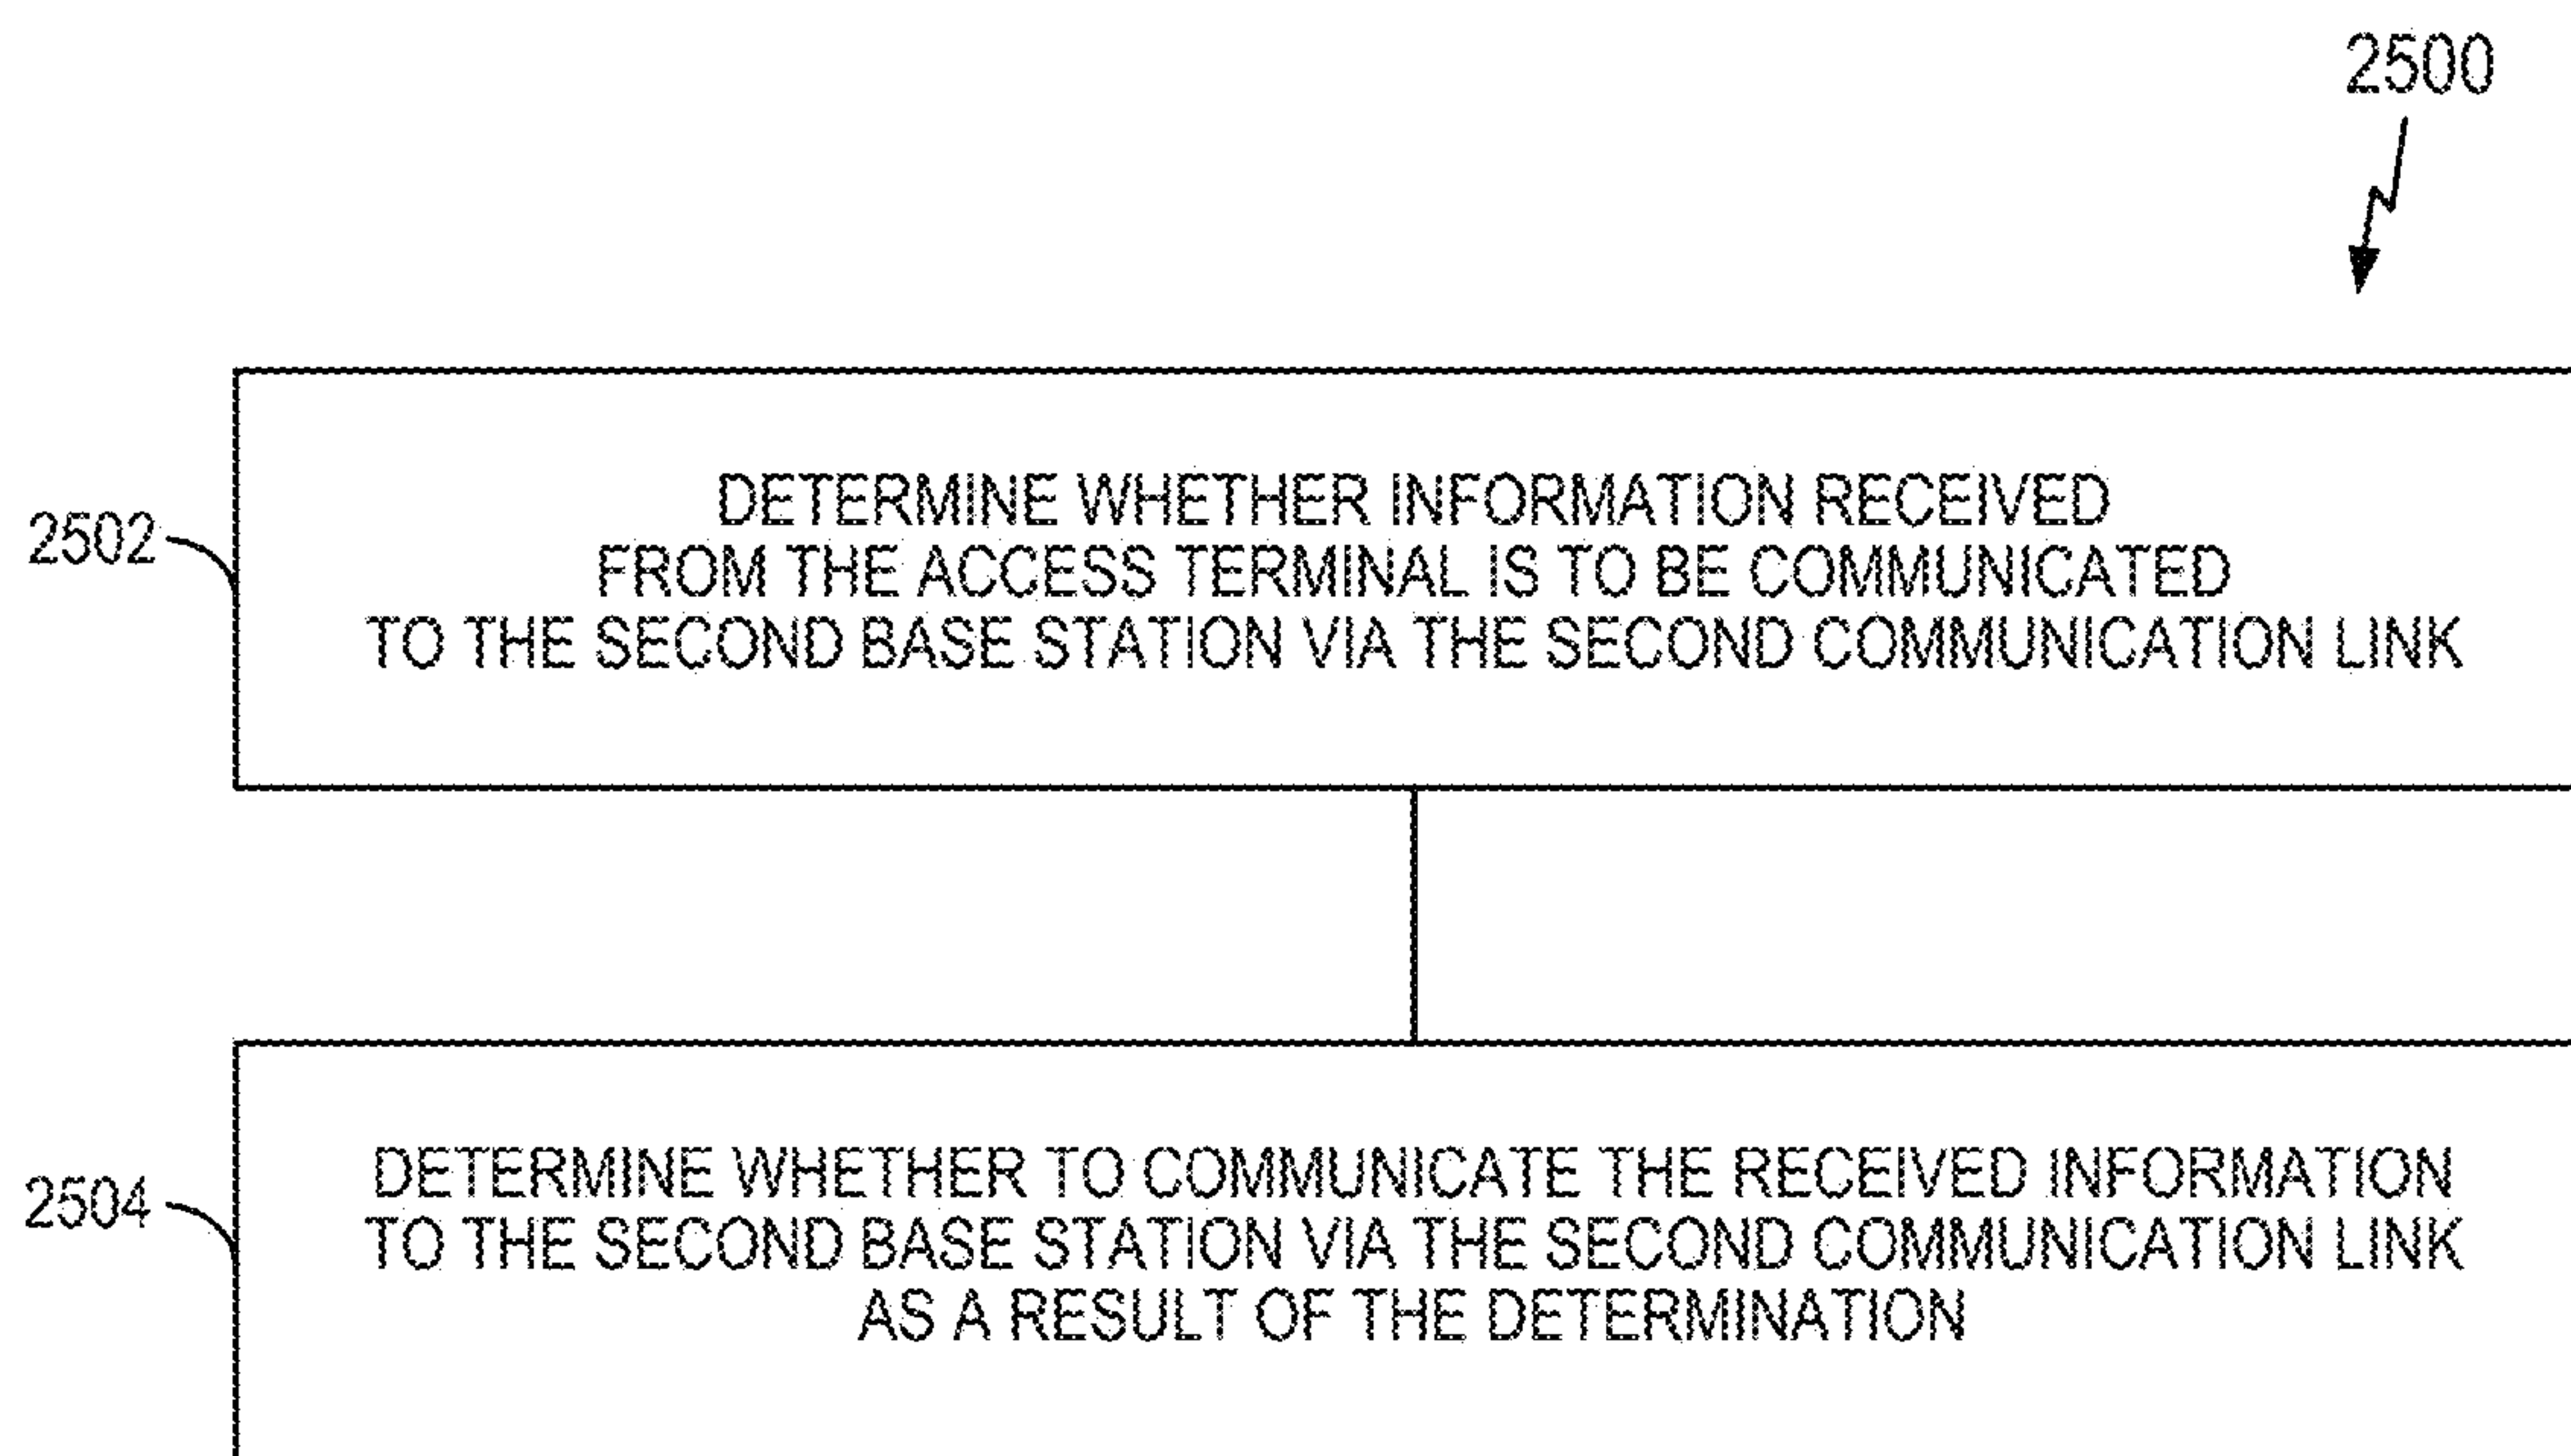 2500
2502
DETERMINE WHETHER INFORMATION RECEIVED
FROM THE ACCESS TERMINAL IS TO BE COMMUNICATED
TO THE SECOND BASE STATION VIA THE SECOND COMMUNICATION LINK
2504
DETERMINE WHETHER TO COMMUNICATE THE RECEIVED INFORMATION
TO THE SECOND BASE STATION VIA THE SECOND COMMUNICATION LINK
AS A RESULT OF THE DETERMINATION